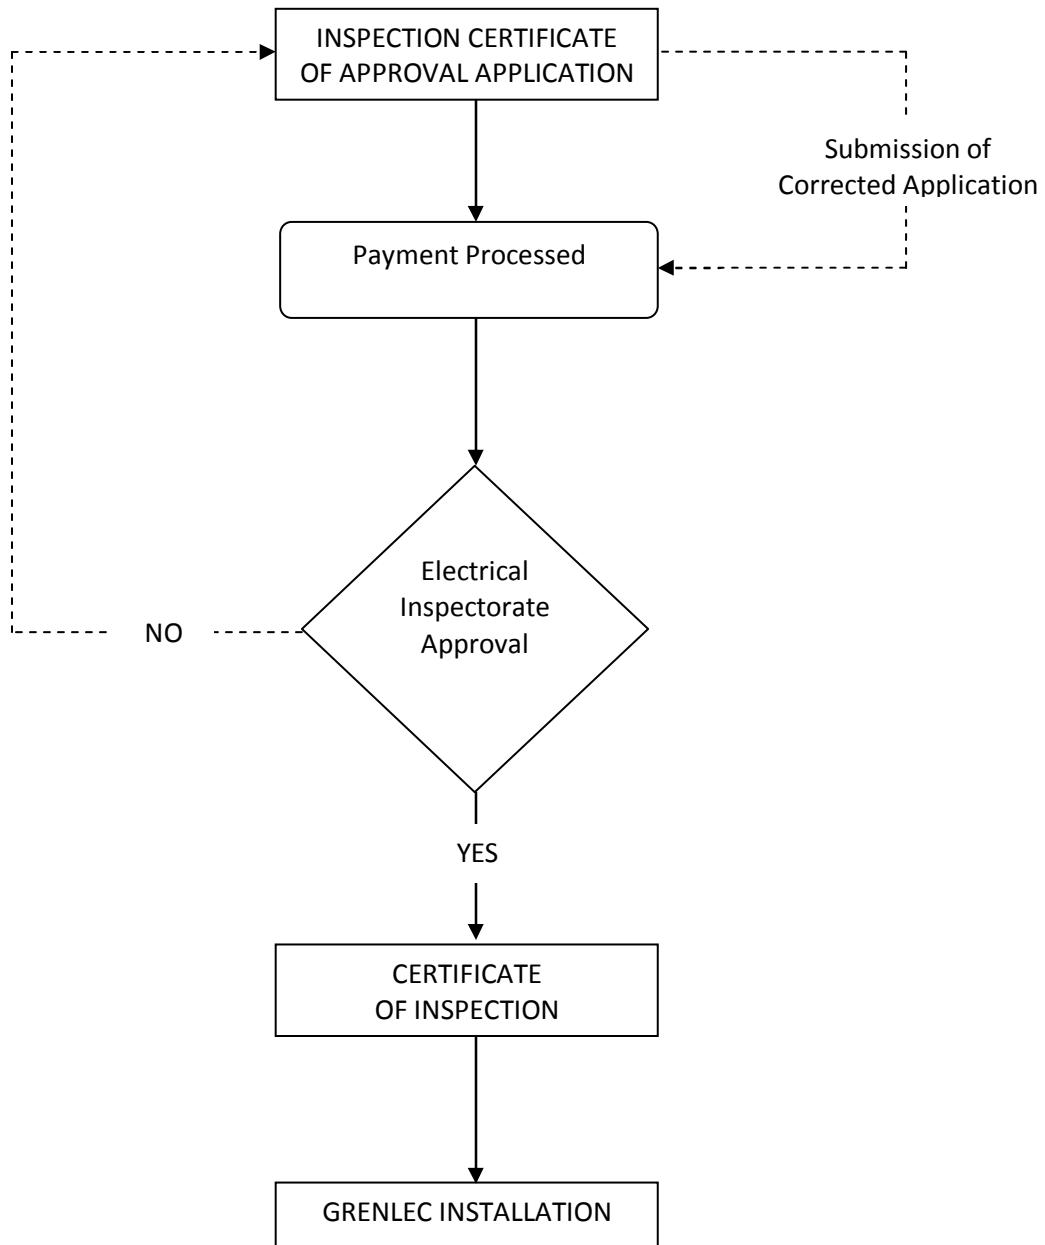 INSPECTION CERTIFICATE
OF APPROVAL APPLICATION
Submission of
Corrected Application
Payment Processed
Electrical
Inspectorate
Approval
NO
YES
CERTIFICATE
OF INSPECTION
GRENLEC INSTALLATION